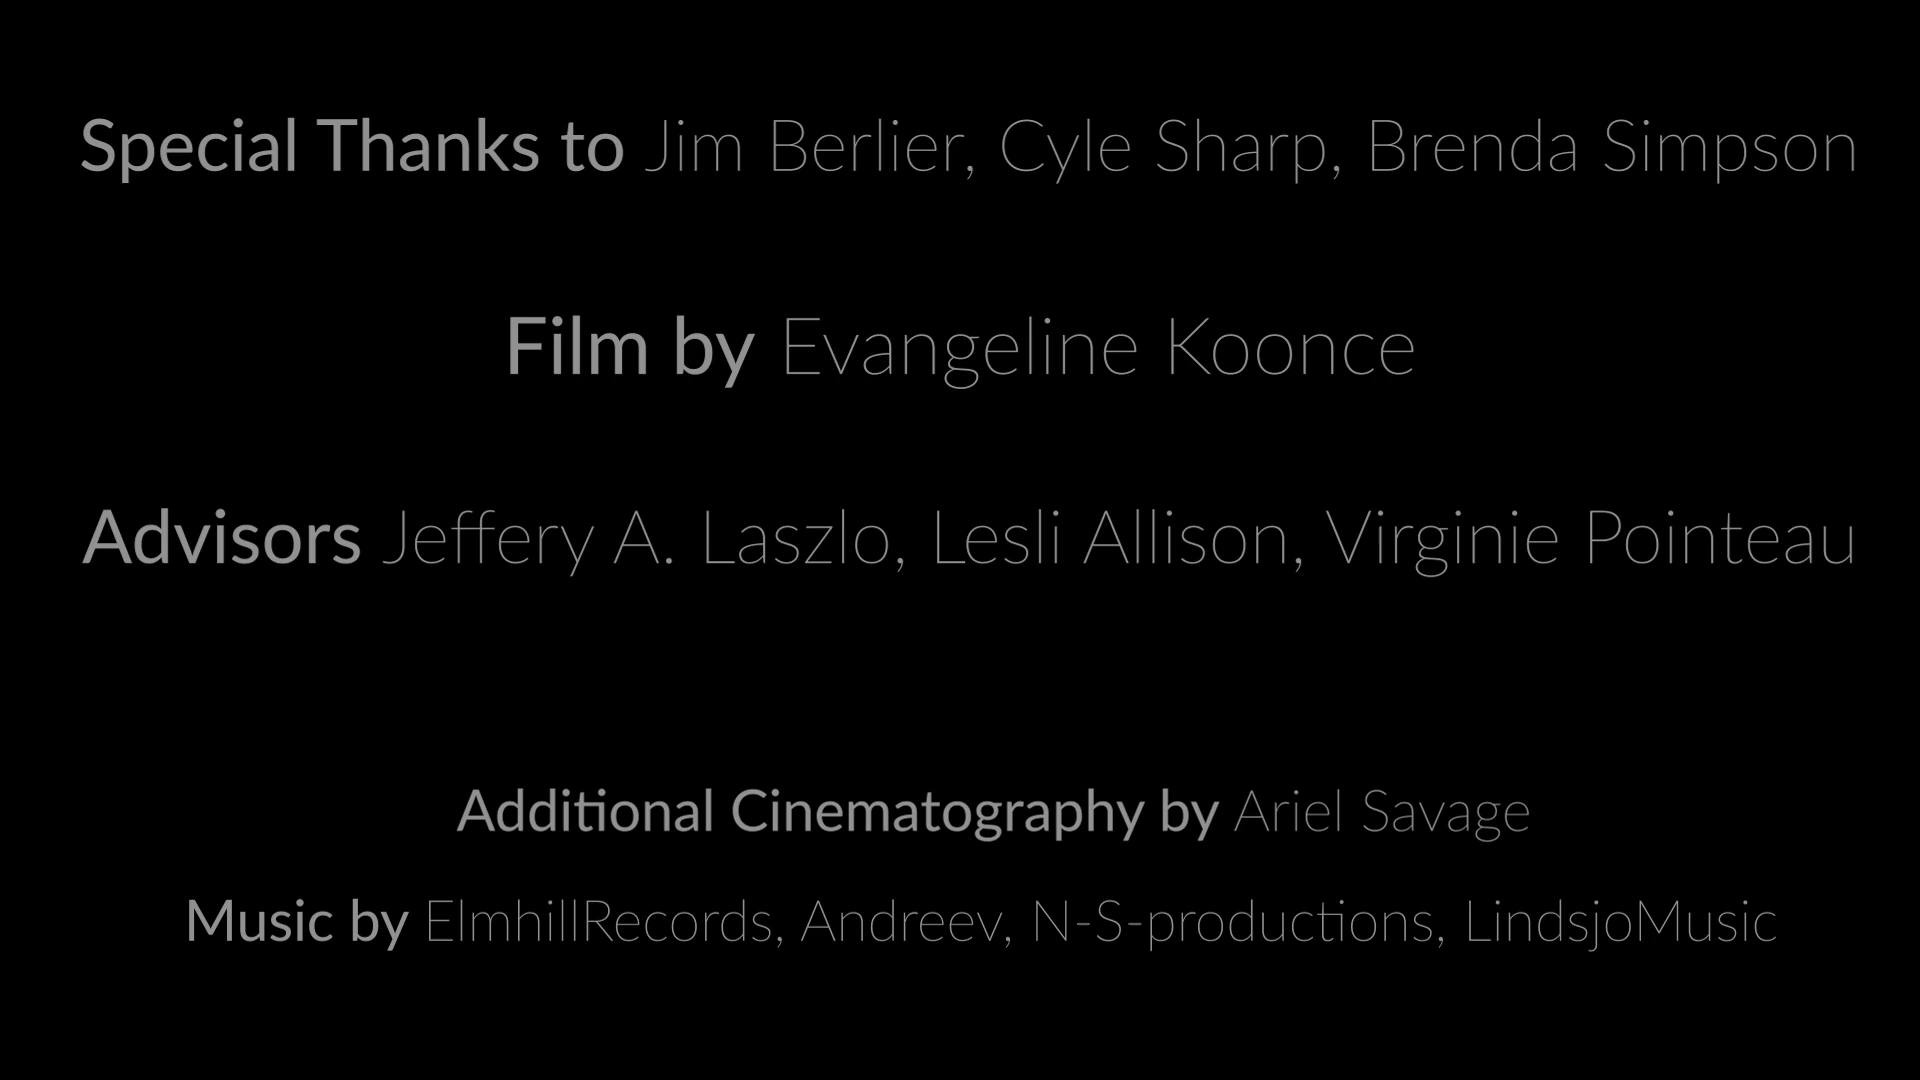 Special Thanks to Jim Berlier, Cyle Sharp, Brenda Simpson
Film by Evangeline Koonce
Advisors Jeffery A. Laszlo, Lesli Allison, Virginie Pointeau
Additional Cinematography by Ariel Savage
Music by ElmhillRecords, Andreev, N-S-productions, LindsjoMusic